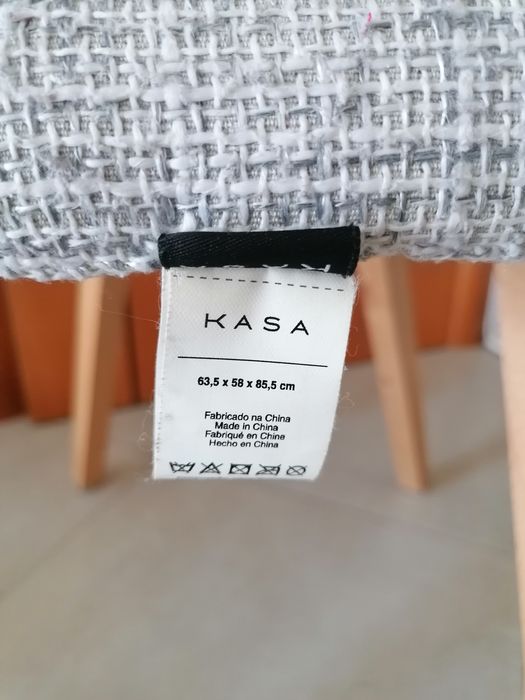 KASA
63,5 x 58 x 85,5 cm
Fabricado na China
Made in China
Fabriqué en China
Hecho en China